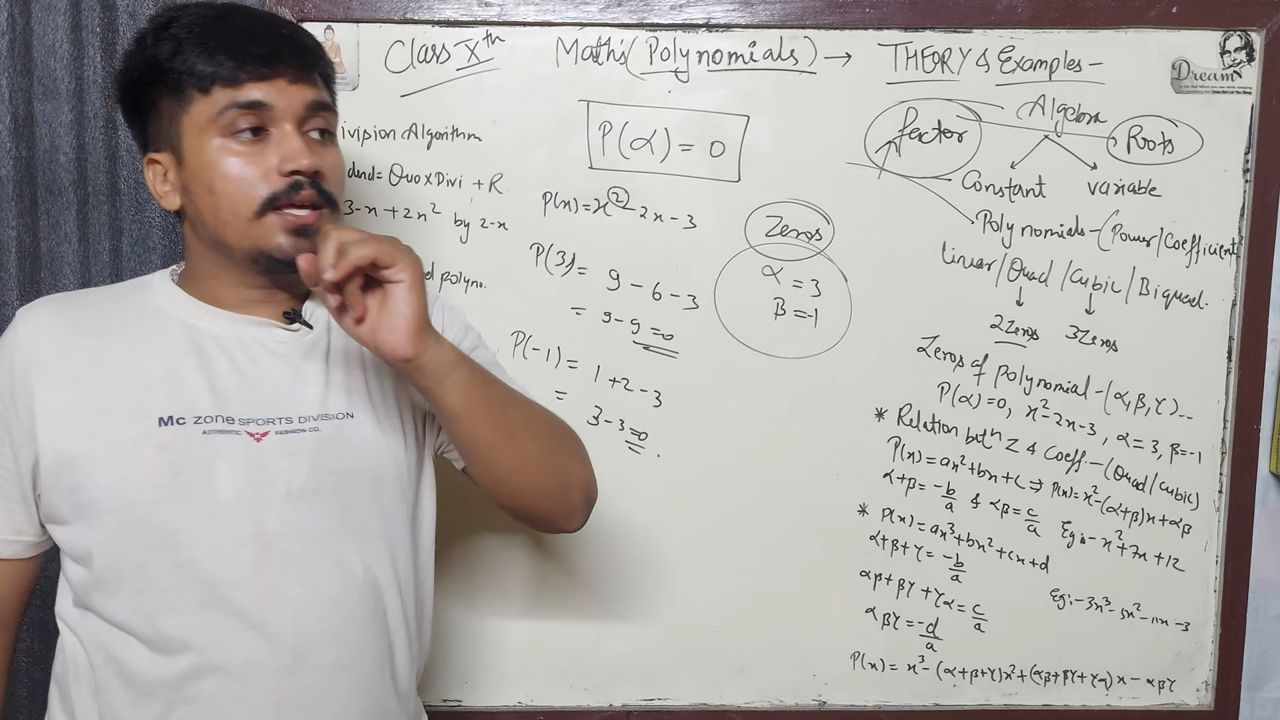 Class Xth Maths (Polynomials) → THEORY & Examples -
Dream
ivision Algorithm
dend = Quo x Divi + R
3-x+2x² by 2-x
d polyn.
P(α) = 0
P(x)=x²-2x-3
P(3)= 9-6-3
= 9-9=0
P(-1)= 1+2-3
= 3-3=0.
Zeros
α=3
β=-1
Algebra
factor
Roots
Constant variable
Polynomials-(Power/Coefficient
linear/Quad/Cubic/Biquad.
2Zeros 3Zeros
Zeros of polynomial-(α,β,γ)..
P(α)=0, x²-2x-3, α=3, β=-1
* Relation betⁿ Z & Coeff.-(Quad/cubic)
P(x)=ax²+bx+c ⇒ P(x)=x²-(α+β)x+αβ
α+β=-b/a & αβ=c/a Eg:- x²+7x+12
* P(x)=ax³+bx²+cx+d
α+β+γ=-b/a
αβ+βγ+γα=c/a Eg:- 3x³-5x²-11x-3
αβγ=-d/a
P(x)=x³-(α+β+γ)x²+(αβ+βγ+γα)x-αβγ
Mc zone SPORTS DIVISION
AUTHENTIC FASHION CO.